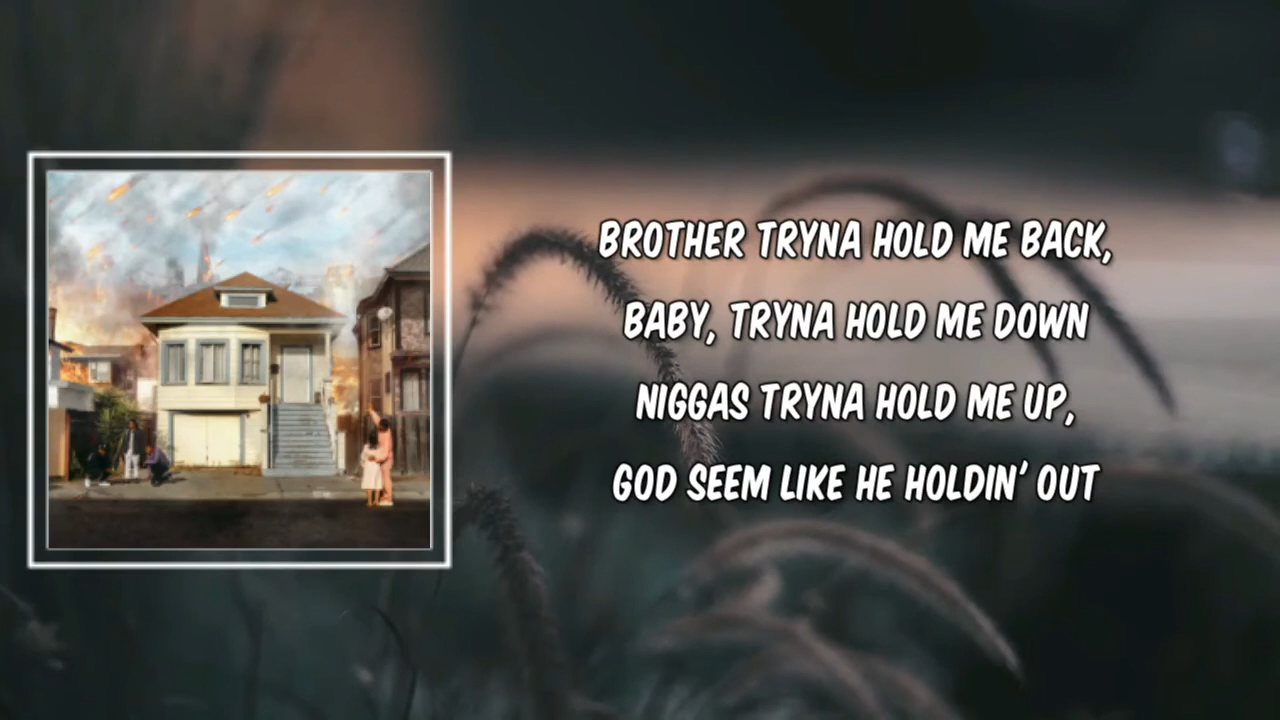 BROTHER TRYNA HOLD ME BACK,
BABY, TRYNA HOLD ME DOWN
NIGGAS TRYNA HOLD ME UP,
GOD SEEM LIKE HE HOLDIN' OUT